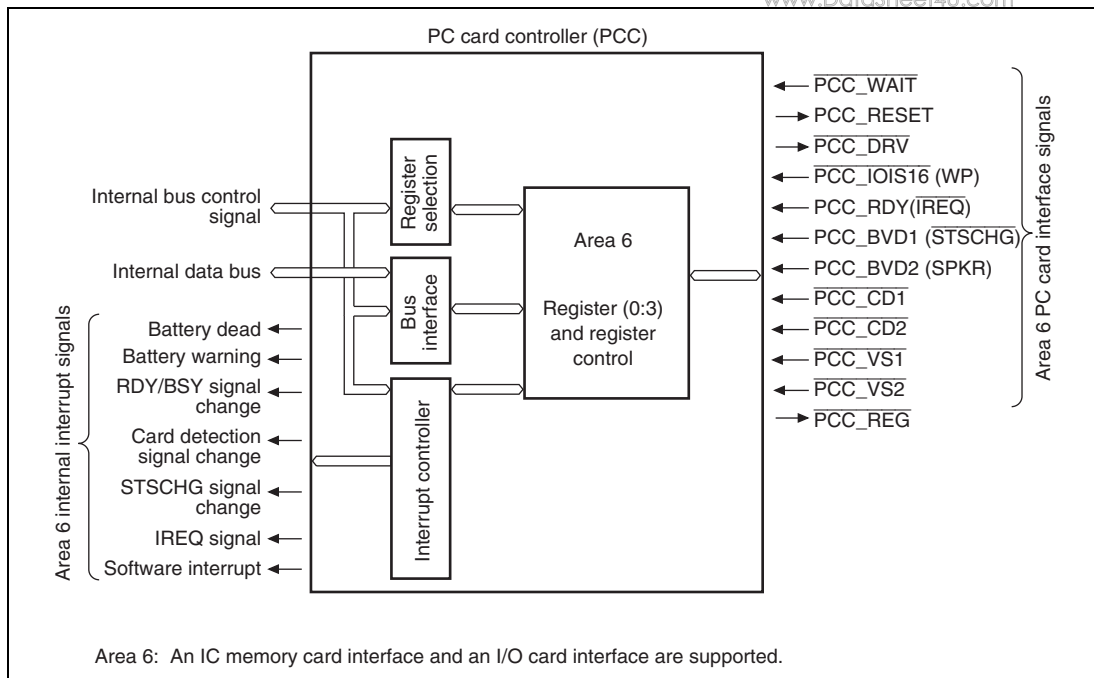 www.DataSheet4U.com
PC card controller (PCC)
Internal bus control
signal
Internal data bus
Area 6 internal interrupt signals
Battery dead
Battery warning
RDY/BSY signal
change
Card detection
signal change
STSCHG signal
change
IREQ signal
Software interrupt
Register
selection
Bus
interface
Interrupt controller
Area 6
Register (0:3)
and register
control
PCC_WAIT
PCC_RESET
PCC_DRV
PCC_IOIS16 (WP)
PCC_RDY(IREQ)
PCC_BVD1 (STSCHG)
PCC_BVD2 (SPKR)
PCC_CD1
PCC_CD2
PCC_VS1
PCC_VS2
PCC_REG
Area 6 PC card interface signals
Area 6: An IC memory card interface and an I/O card interface are supported.